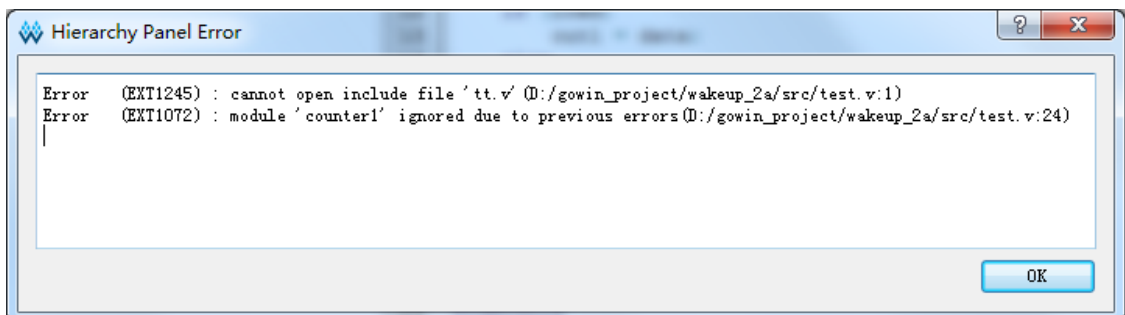 Hierarchy Panel Error
Error (EXT1245) : cannot open include file 'tt.v'(D:/gowin_project/wakeup_2a/src/test.v:1)
Error (EXT1072) : module 'counter1' ignored due to previous errors(D:/gowin_project/wakeup_2a/src/test.v:24)
OK